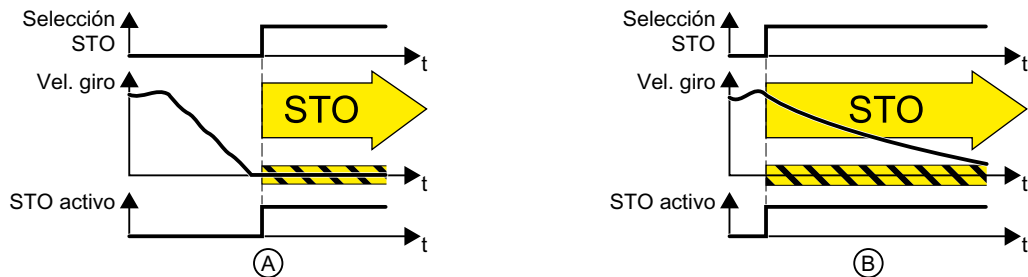 Selección
STO
t
Vel. giro
STO
t
STO activo
t
A
Selección
STO
t
Vel. giro
STO
t
STO activo
t
B